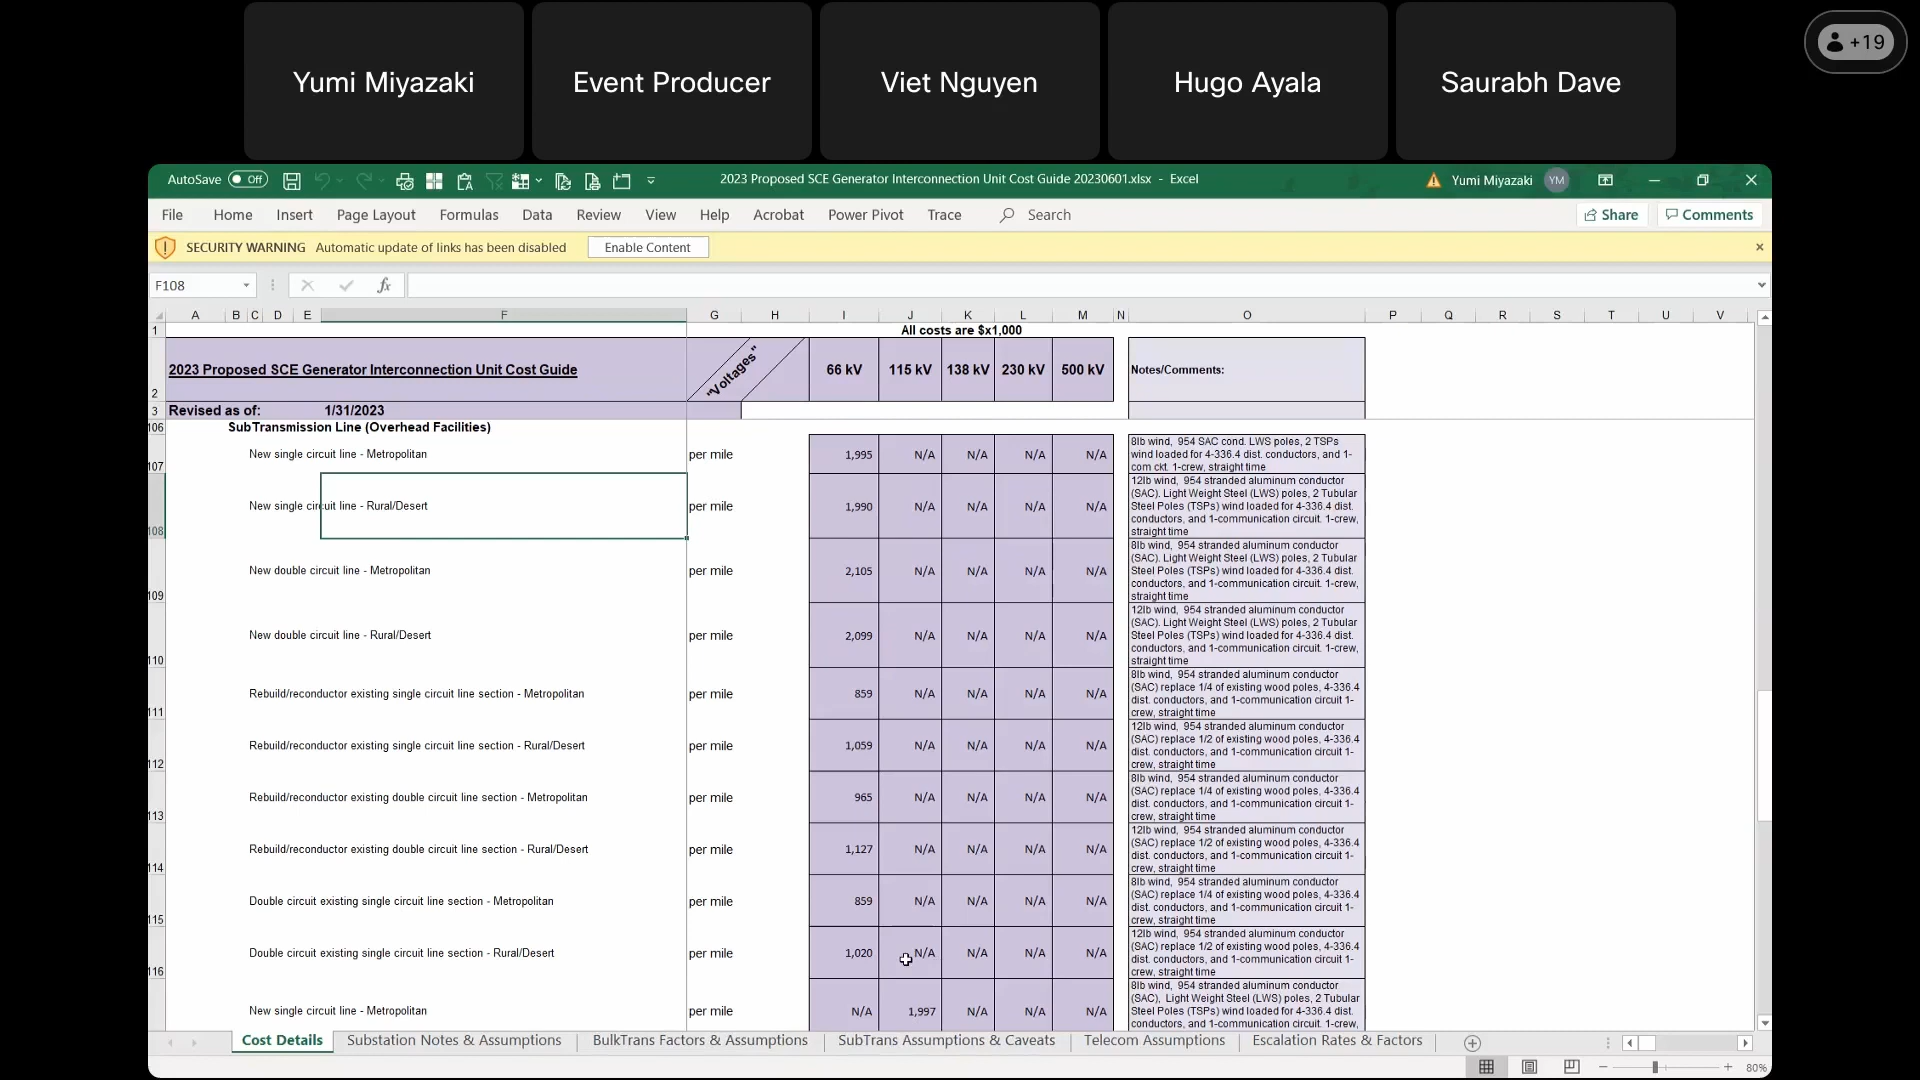 Yumi Miyazaki
Event Producer
Viet Nguyen
Hugo Ayala
Saurabh Dave
+19
AutoSave Off
2023 Proposed SCE Generator Interconnection Unit Cost Guide 20230601.xlsx - Excel
Yumi Miyazaki YM
File Home Insert Page Layout Formulas Data Review View Help Acrobat Power Pivot Trace Search Share Comments
SECURITY WARNING Automatic update of links has been disabled Enable Content
F108 fx
A B C D E F G H I J K L M N O P Q R S T U V
1 All costs are $x1,000
2 2023 Proposed SCE Generator Interconnection Unit Cost Guide "Voltages" 66 kV 115 kV 138 kV 230 kV 500 kV Notes/Comments:
3 Revised as of: 1/31/2023
106 SubTransmission Line (Overhead Facilities)
107 New single circuit line - Metropolitan per mile 1,995 N/A N/A N/A N/A
8lb wind, 954 SAC cond. LWS poles, 2 TSPs
wind loaded for 4-336.4 dist. conductors, and 1-
com ckt. 1-crew, straight time
108 New single circuit line - Rural/Desert per mile 1,990 N/A N/A N/A N/A
12lb wind, 954 stranded aluminum conductor
(SAC). Light Weight Steel (LWS) poles, 2 Tubular
Steel Poles (TSPs) wind loaded for 4-336.4 dist.
conductors, and 1-communication circuit. 1-crew,
straight time
109 New double circuit line - Metropolitan per mile 2,105 N/A N/A N/A N/A
8lb wind, 954 stranded aluminum conductor
(SAC). Light Weight Steel (LWS) poles, 2 Tubular
Steel Poles (TSPs) wind loaded for 4-336.4 dist.
conductors, and 1-communication circuit. 1-crew,
straight time
110 New double circuit line - Rural/Desert per mile 2,099 N/A N/A N/A N/A
12lb wind, 954 stranded aluminum conductor
(SAC). Light Weight Steel (LWS) poles, 2 Tubular
Steel Poles (TSPs) wind loaded for 4-336.4 dist.
conductors, and 1-communication circuit. 1-crew,
straight time
111 Rebuild/reconductor existing single circuit line section - Metropolitan per mile 859 N/A N/A N/A N/A
8lb wind, 954 stranded aluminum conductor
(SAC) replace 1/4 of existing wood poles, 4-336.4
dist. conductors, and 1-communication circuit 1-
crew, straight time
112 Rebuild/reconductor existing single circuit line section - Rural/Desert per mile 1,059 N/A N/A N/A N/A
12lb wind, 954 stranded aluminum conductor
(SAC) replace 1/2 of existing wood poles, 4-336.4
dist. conductors, and 1-communication circuit 1-
crew, straight time
113 Rebuild/reconductor existing double circuit line section - Metropolitan per mile 965 N/A N/A N/A N/A
8lb wind, 954 stranded aluminum conductor
(SAC) replace 1/4 of existing wood poles, 4-336.4
dist. conductors, and 1-communication circuit 1-
crew, straight time
114 Rebuild/reconductor existing double circuit line section - Rural/Desert per mile 1,127 N/A N/A N/A N/A
12lb wind, 954 stranded aluminum conductor
(SAC) replace 1/2 of existing wood poles, 4-336.4
dist. conductors, and 1-communication circuit 1-
crew, straight time
115 Double circuit existing single circuit line section - Metropolitan per mile 859 N/A N/A N/A N/A
8lb wind, 954 stranded aluminum conductor
(SAC) replace 1/4 of existing wood poles, 4-336.4
dist. conductors, and 1-communication circuit 1-
crew, straight time
116 Double circuit existing single circuit line section - Rural/Desert per mile 1,020 N/A N/A N/A N/A
12lb wind, 954 stranded aluminum conductor
(SAC) replace 1/2 of existing wood poles, 4-336.4
dist. conductors, and 1-communication circuit 1-
crew, straight time
New single circuit line - Metropolitan per mile N/A 1,997 N/A N/A N/A
8lb wind, 954 stranded aluminum conductor
(SAC), Light Weight Steel (LWS) poles, 2 Tubular
Steel Poles (TSPs) wind loaded for 4-336.4 dist.
conductors, and 1-communication circuit. 1-crew,
Cost Details Substation Notes & Assumptions BulkTrans Factors & Assumptions SubTrans Assumptions & Caveats Telecom Assumptions Escalation Rates & Factors
80%